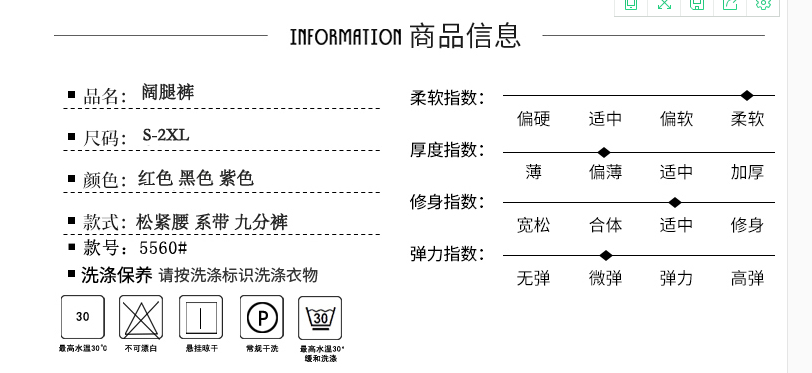 INFORMATION 商品信息
品名： 阔腿裤
尺码： S-2XL
颜色： 红色 黑色 紫色
款式： 松紧腰 系带 九分裤
款号： 5560#
洗涤保养 请按洗涤标识洗涤衣物
30
P
30
最高水温30°C
不可漂白
悬挂晾干
常规干洗
最高水温30°
缓和洗涤
柔软指数：
偏硬 适中 偏软 柔软
厚度指数：
薄 偏薄 适中 加厚
修身指数：
宽松 合体 适中 修身
弹力指数：
无弹 微弹 弹力 高弹